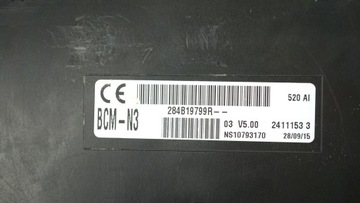 CE
520 AI
BCM-N3
284B19799R--
03 V5.00 2411153 3
NS10793170 28/09/15